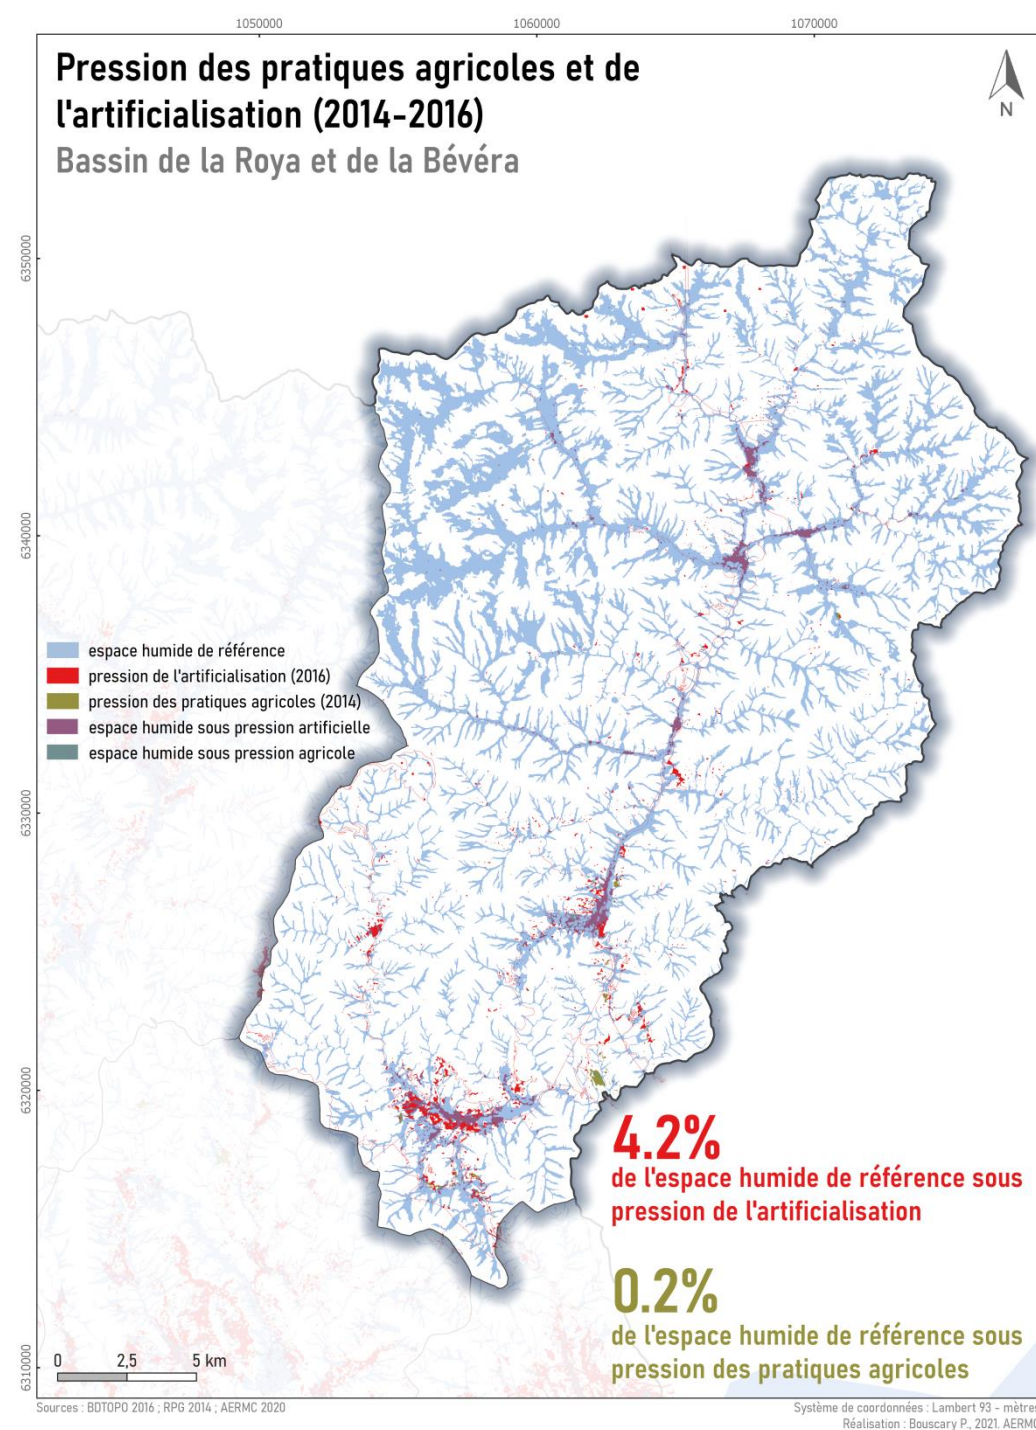 1050000
1060000
1070000
Pression des pratiques agricoles et de
l'artificialisation (2014-2016)
Bassin de la Roya et de la Bévéra
N
6350000
6340000
6330000
6320000
6310000
espace humide de référence
pression de l'artificialisation (2016)
pression des pratiques agricoles (2014)
espace humide sous pression artificielle
espace humide sous pression agricole
4.2%
de l'espace humide de référence sous
pression de l'artificialisation
0.2%
de l'espace humide de référence sous
pression des pratiques agricoles
0 2,5 5 km
Sources : BDTOPO 2016 ; RPG 2014 ; AERMC 2020
Système de coordonnées : Lambert 93 - mètres
Réalisation : Bouscary P., 2021. AERMC